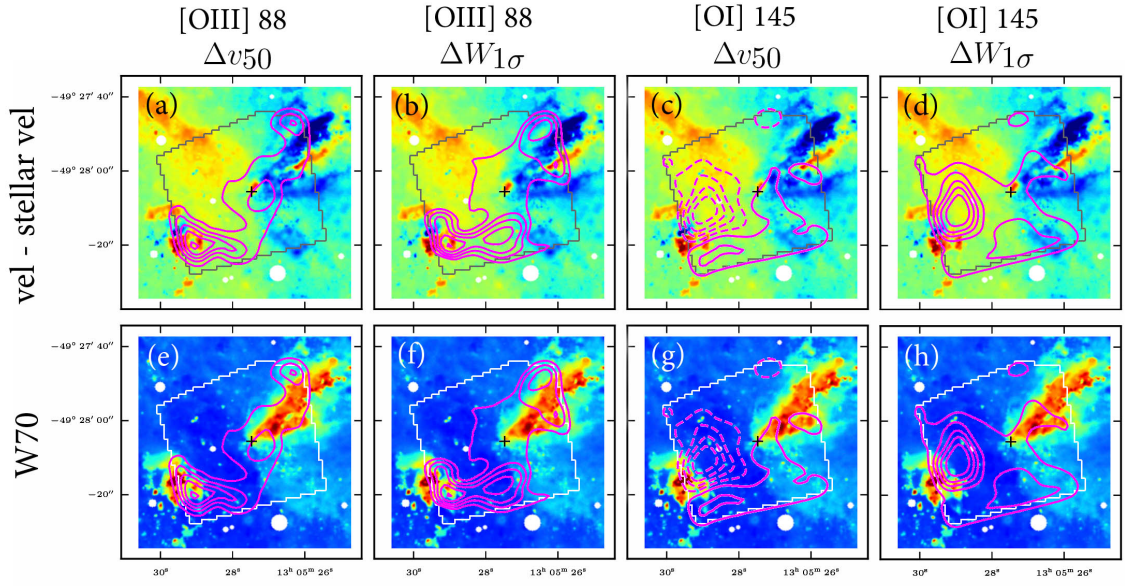 [OIII] 88 [OIII] 88 [OI] 145 [OI] 145
Δv50 ΔW1σ Δv50 ΔW1σ
vel - stellar vel
-49° 27' 40"
-49° 28' 00"
-20"
(a) (b) (c) (d)
W70
-49° 27' 40"
-49° 28' 00"
-20"
(e) (f) (g) (h)
30ˢ 28ˢ 13ʰ 05ᵐ 26ˢ 30ˢ 28ˢ 13ʰ 05ᵐ 26ˢ 30ˢ 28ˢ 13ʰ 05ᵐ 26ˢ 30ˢ 28ˢ 13ʰ 05ᵐ 26ˢ